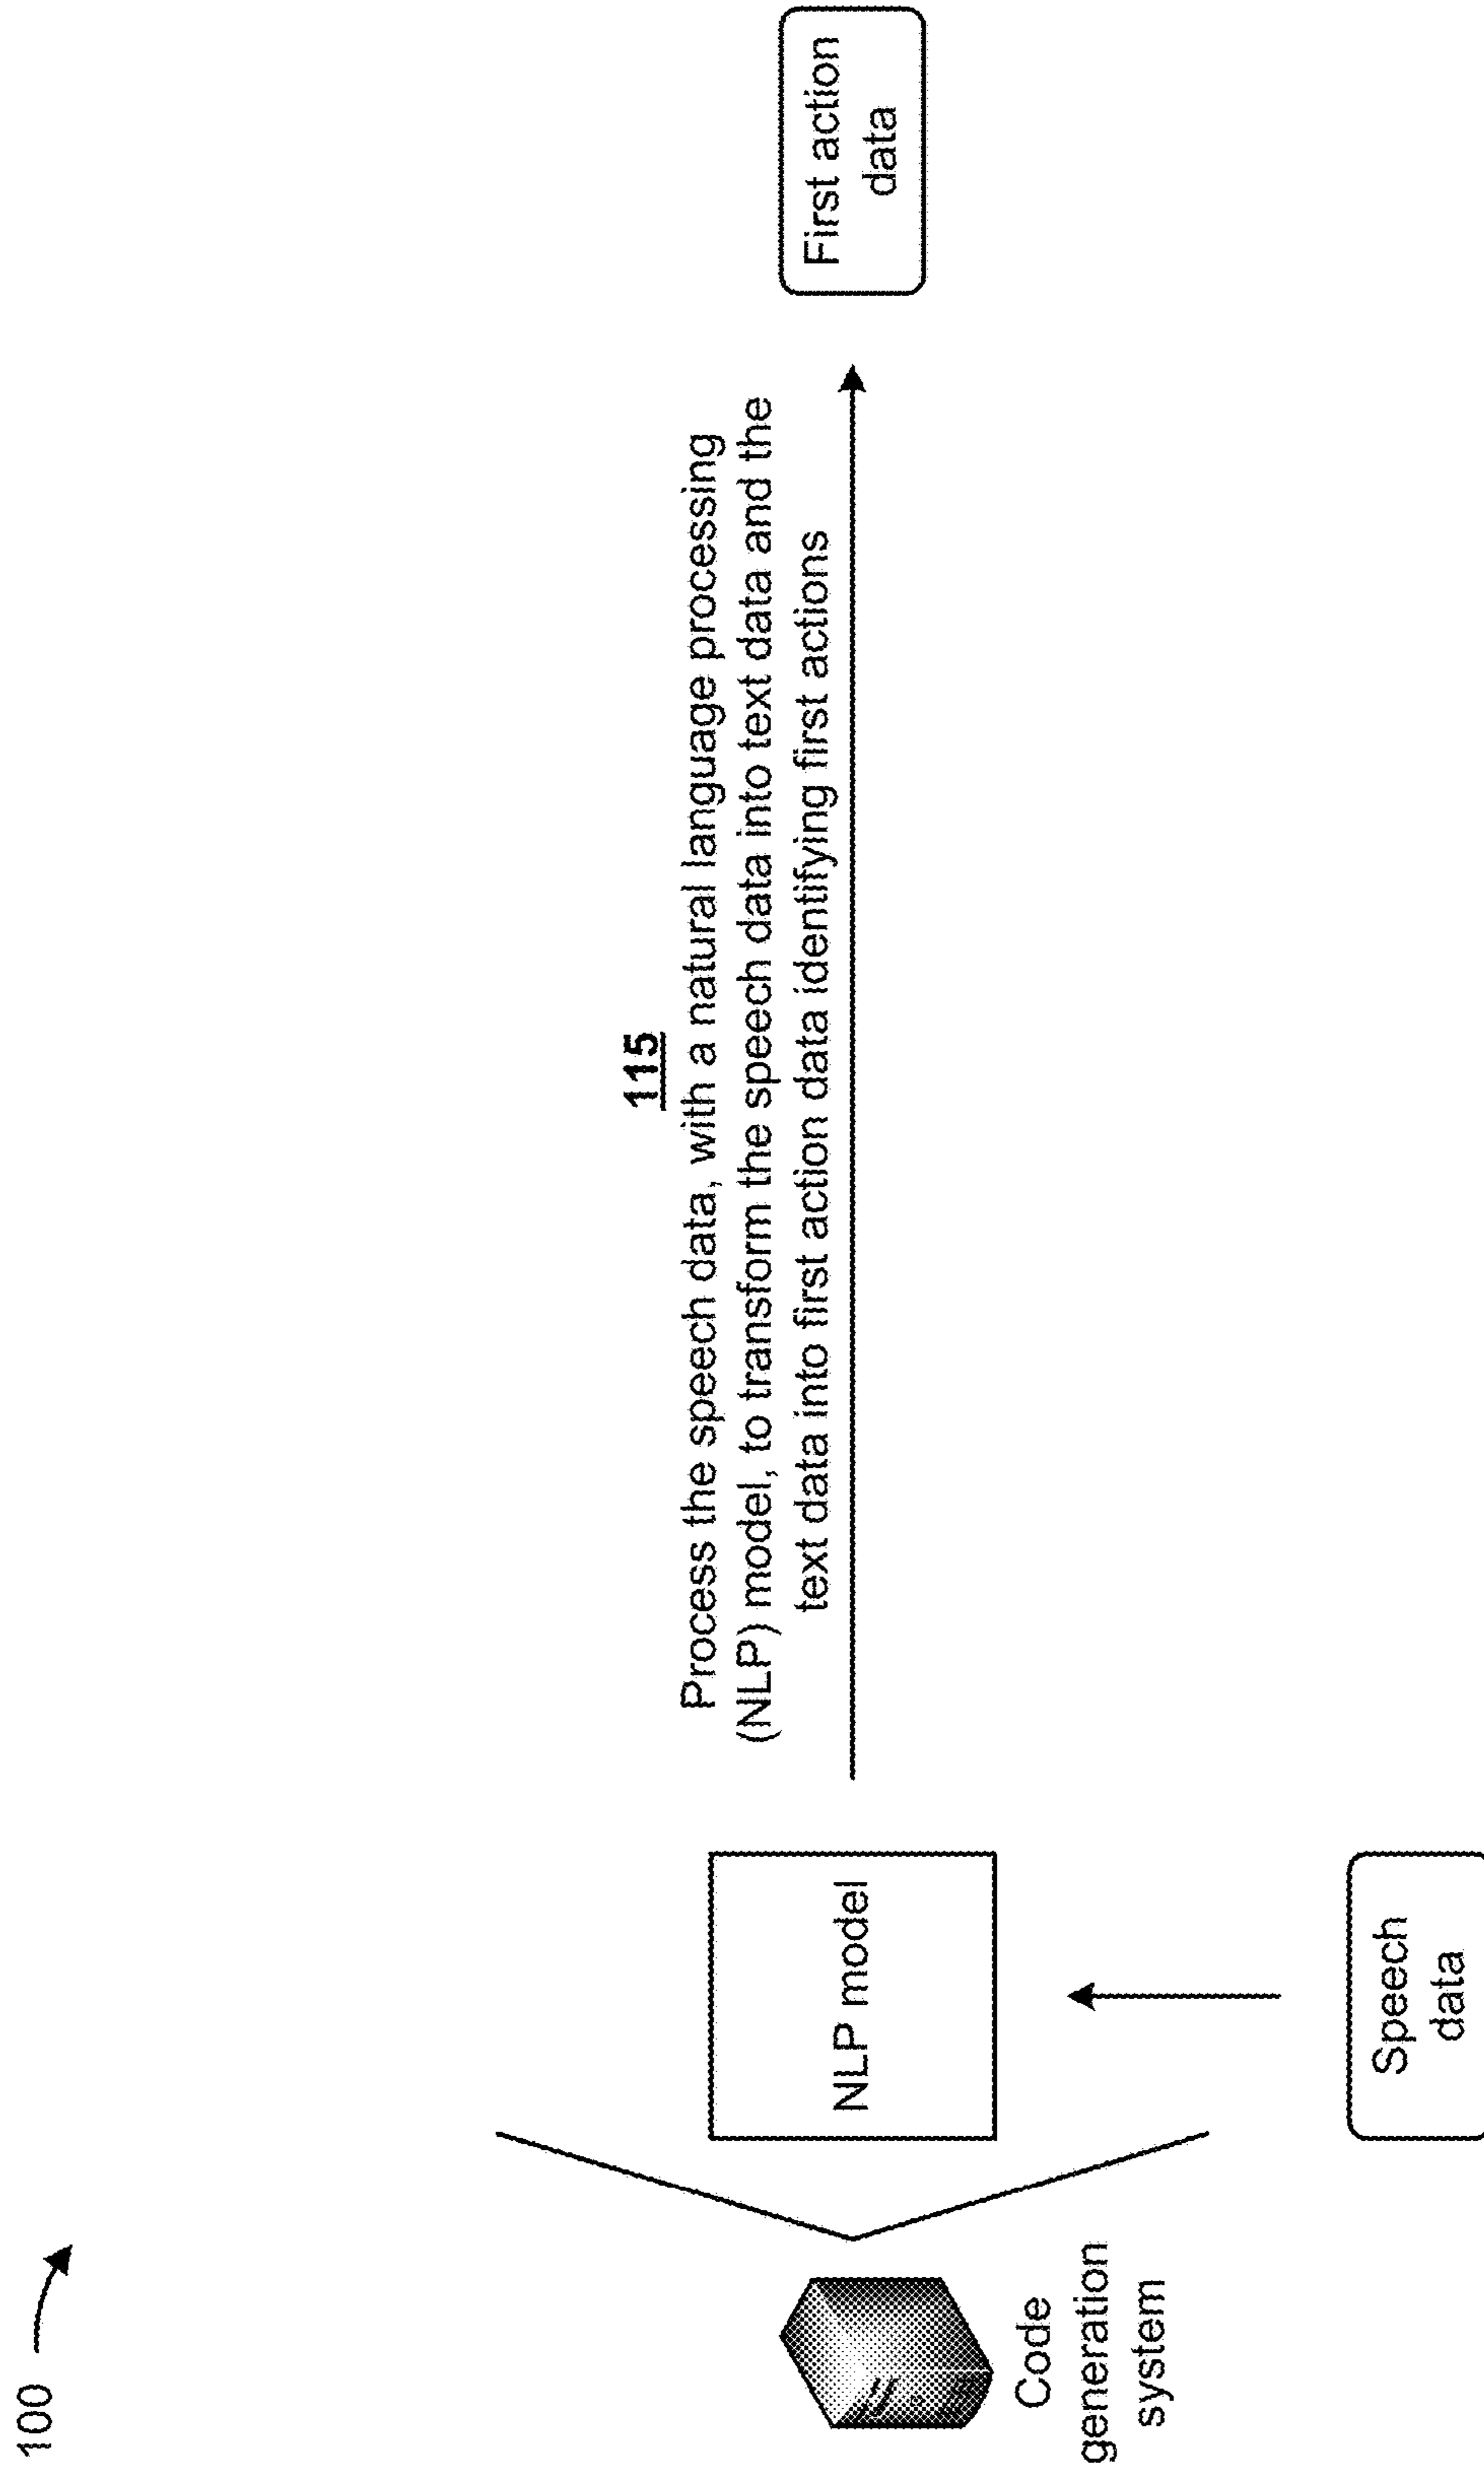 100
115
Process the speech data, with a natural language processing
(NLP) model, to transform the speech data into text data and the
text data into first action data identifying first actions
Code
generation
system
NLP model
First action
data
Speech
data